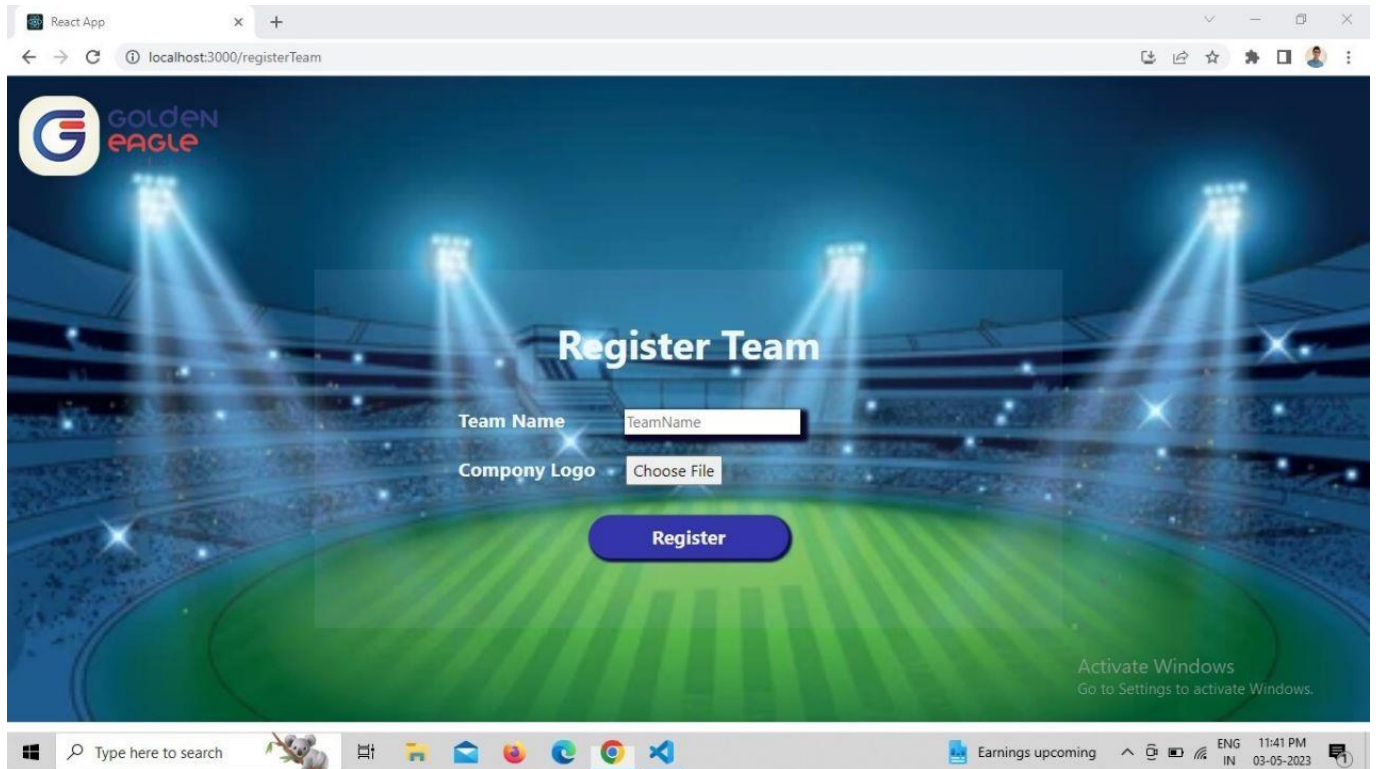 React App
localhost:3000/registerTeam
GOLDEN
EAGLE
Register Team
Team Name
TeamName
Compony Logo
Choose File
Register
Activate Windows
Go to Settings to activate Windows.
Type here to search
Earnings upcoming
ENG
IN
11:41 PM
03-05-2023
1